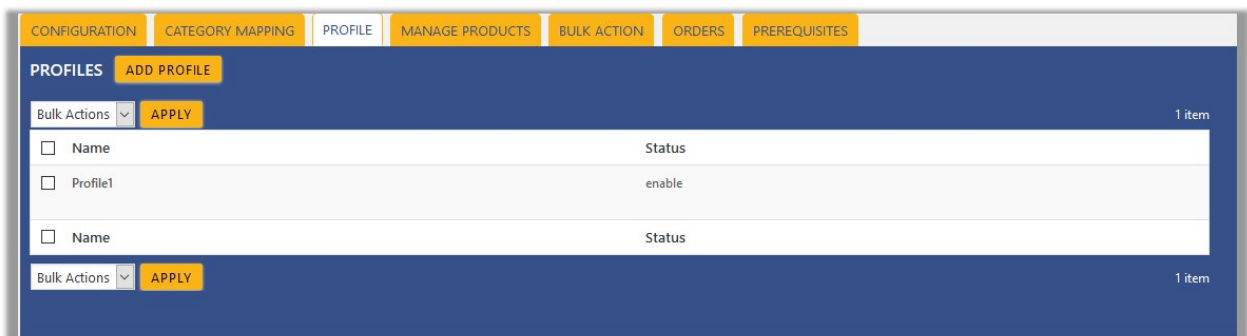 CONFIGURATION CATEGORY MAPPING PROFILE MANAGE PRODUCTS BULK ACTION ORDERS PREREQUISITES
PROFILES ADD PROFILE
Bulk Actions APPLY 1 item
Name Status
Profile1 enable
Name Status
Bulk Actions APPLY 1 item